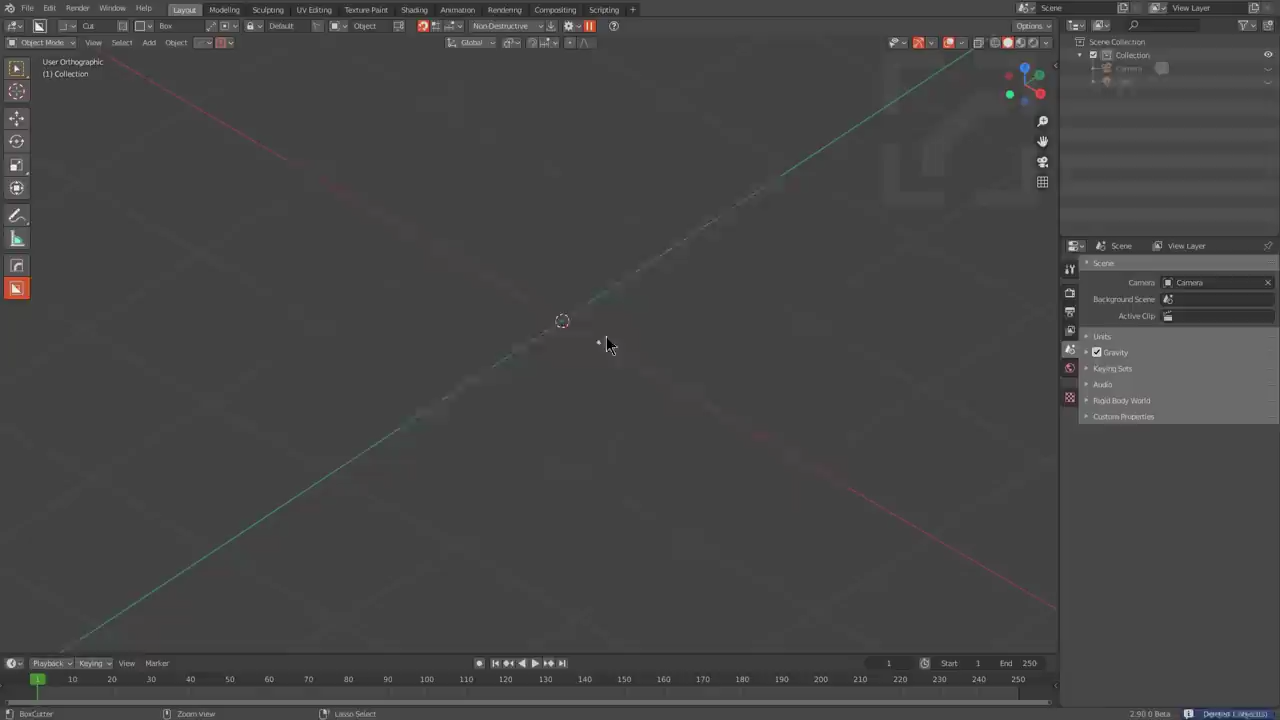 File Edit Render Window Help Layout Modeling Sculpting UV Editing Texture Paint Shading Animation Rendering Compositing Scripting + Scene View Layer
Cut Box Default Object Non-Destructive Options
Object Mode View Select Add Object Global
User Orthographic
(1) Collection
Scene Collection
Collection
Camera
Scene View Layer
Scene
Camera Camera
Background Scene
Active Clip
Units
Gravity
Keying Sets
Audio
Rigid Body World
Custom Properties
Playback Keying View Marker 1 Start 1 End 250
1 10 20 30 40 50 60 70 80 90 100 110 120 130 140 150 160 170 180 190 200 210 220 230 240 250
BoxCutter Zoom View Lasso Select 2.90.0 Beta